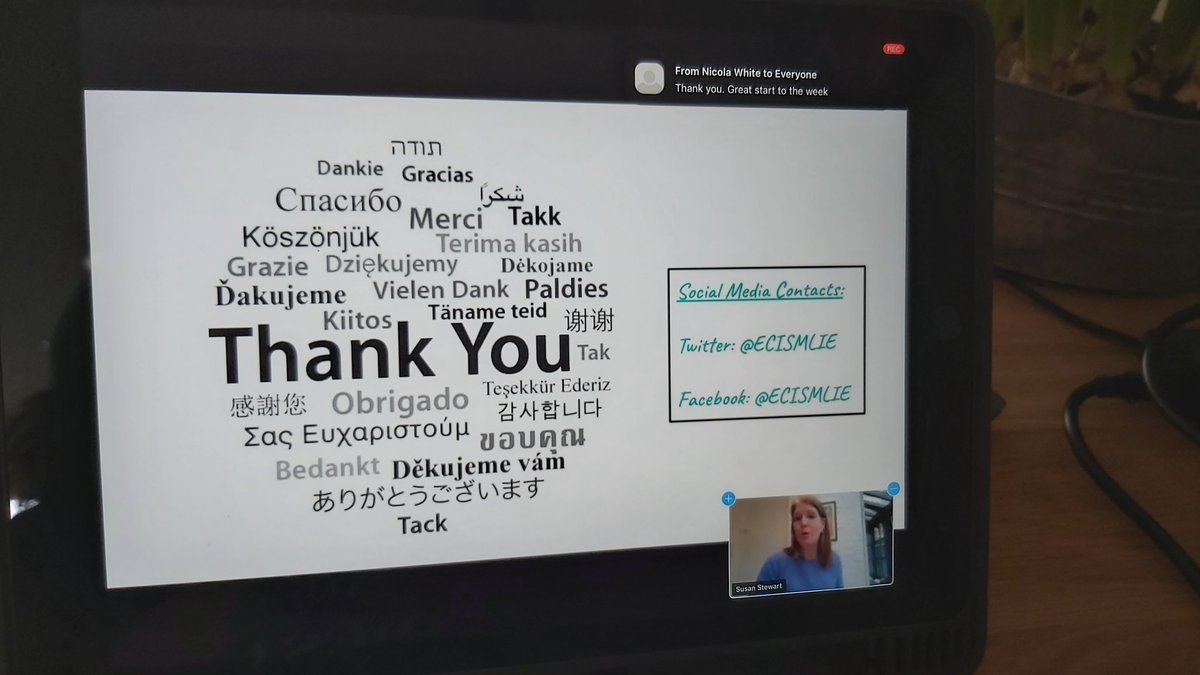 REC
From Nicola White to Everyone
Thank you. Great start to the week
תודה
Dankie Gracias
Спасибо شكرًا
Merci Takk
Köszönjük Terima kasih
Grazie Dziękujemy Dėkojame
Ďakujeme Vielen Dank Paldies
Kiitos Täname teid 谢谢
Thank You Tak
感謝您 Obrigado Teşekkür Ederiz
감사합니다
Σας Ευχαριστούμ ขอบคุณ
Bedankt Děkujeme vám
ありがとうございます
Tack
Social Media Contacts:
Twitter: @ECISMLIE
Facebook: @ECISMLIE
Susan Stewart